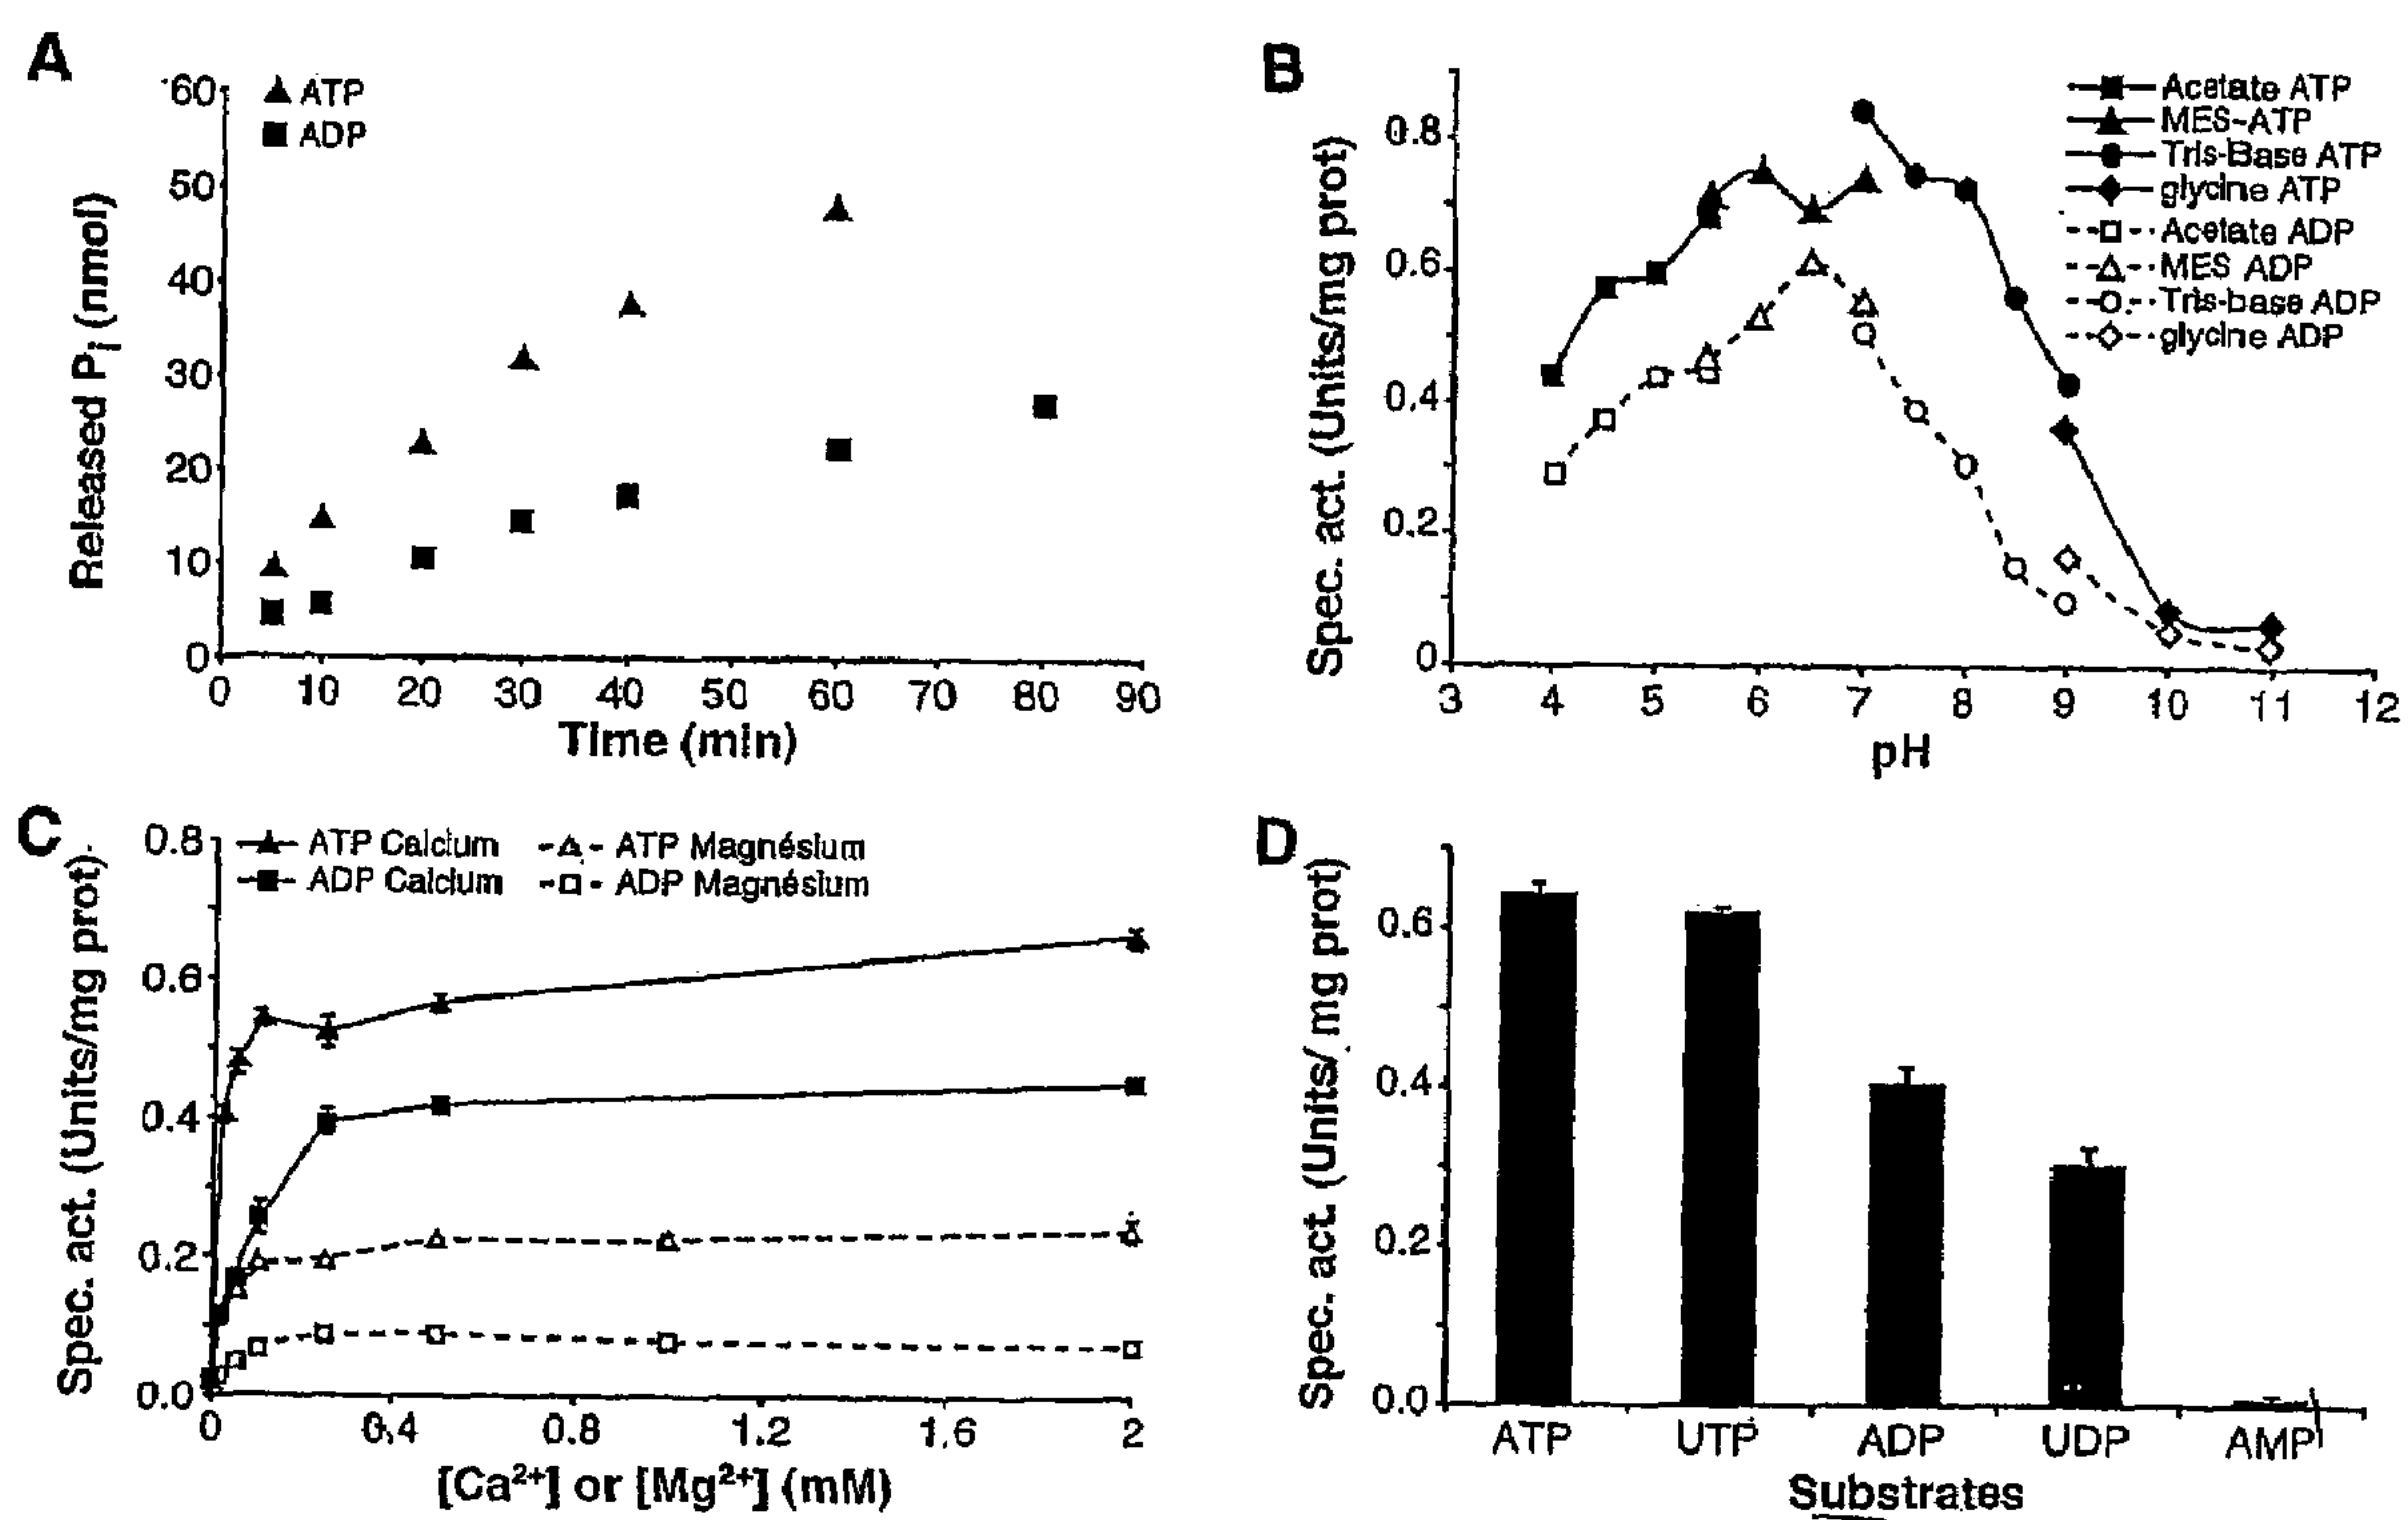 A
60
50
40
30
20
10
0
▲ ATP
■ ADP
Released Pi (nmol)
0 10 20 30 40 50 60 70 80 90
Time (min)
B
0.8
0.6
0.4
0.2
0
Acetate ATP
MES-ATP
Tris-Base ATP
glycine ATP
Acetate ADP
MES ADP
Tris-base ADP
glycine ADP
Spec. act. (Units/mg prot)
3 4 5 6 7 8 9 10 11 12
pH
C
0.8
0.6
0.4
0.2
0.0
ATP Calcium
ADP Calcium
ATP Magnésium
ADP Magnésium
Spec. act. (Units/mg prot)
0 0.4 0.8 1.2 1.6 2
[Ca²⁺] or [Mg²⁺] (mM)
D
0.6
0.4
0.2
0.0
Spec. act. (Units/ mg prot)
ATP UTP ADP UDP AMP
Substrates